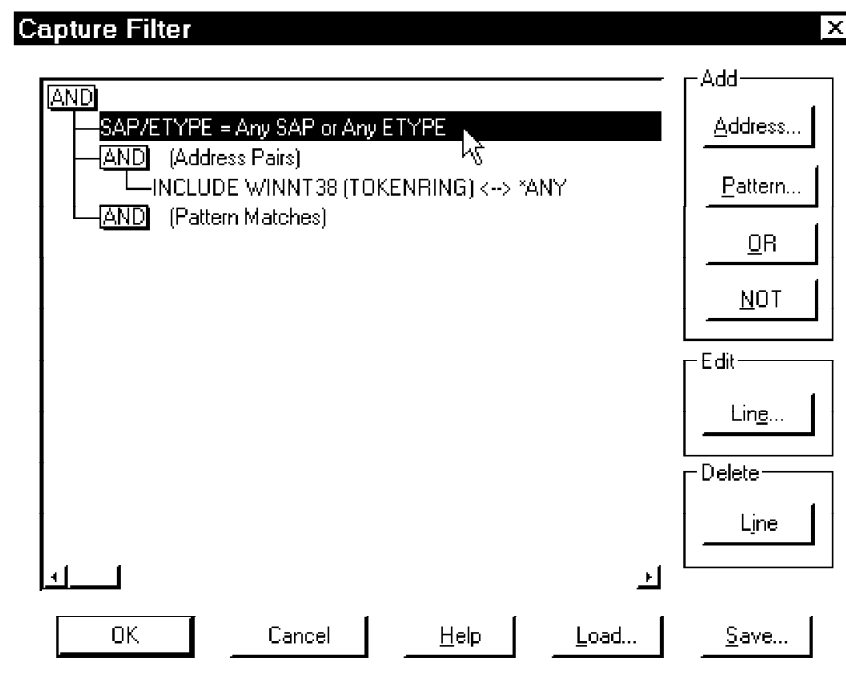 Capture Filter
AND
SAP/ETYPE = Any SAP or Any ETYPE
AND (Address Pairs)
INCLUDE WINNT38 (TOKENRING) <--> *ANY
AND (Pattern Matches)
Add
Address...
Pattern...
OR
NOT
Edit
Line...
Delete
Line
OK Cancel Help Load... Save...